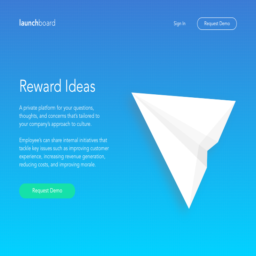 launchboard
Sign In
Request Demo
Reward Ideas
A private platform for your questions,
thoughts, and concerns that's tailored to
your company's approach to culture.
Employee's can share internal initiatives that
tackle key issues such as improving customer
experience, increasing revenue generation,
reducing costs, and improving morale.
Request Demo